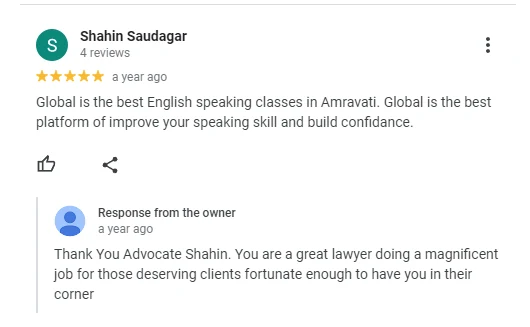 S
Shahin Saudagar
4 reviews
a year ago
Global is the best English speaking classes in Amravati. Global is the best
platform of improve your speaking skill and build confidance.
Response from the owner
a year ago
Thank You Advocate Shahin. You are a great lawyer doing a magnificent
job for those deserving clients fortunate enough to have you in their
corner